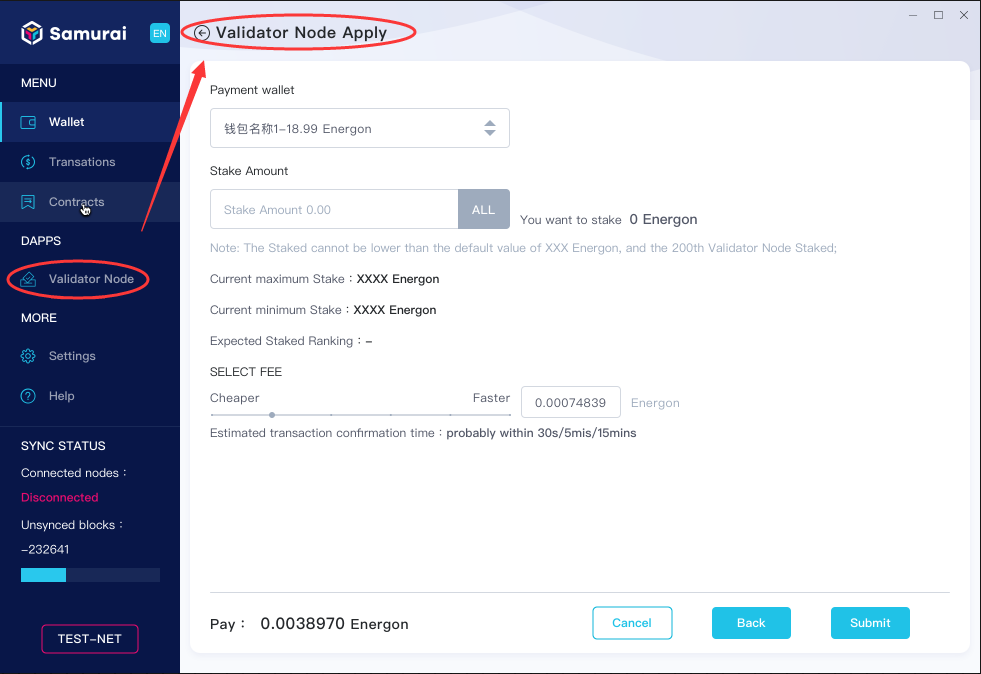 Samurai
EN
MENU
Wallet
Transations
Contracts
DAPPS
Validator Node
MORE
Settings
Help
SYNC STATUS
Connected nodes：
Disconnected
Unsynced blocks：
-232641
TEST-NET
Validator Node Apply
Payment wallet
钱包名称1-18.99 Energon
Stake Amount
Stake Amount 0.00 ALL You want to stake 0 Energon
Note: The Staked cannot be lower than the default value of XXX Energon, and the 200th Validator Node Staked;
Current maximum Stake：XXXX Energon
Current minimum Stake：XXXX Energon
Expected Staked Ranking：-
SELECT FEE
Cheaper Faster
0.00074839 Energon
Estimated transaction confirmation time：probably within 30s/5mis/15mins
Pay： 0.0038970 Energon
Cancel Back Submit